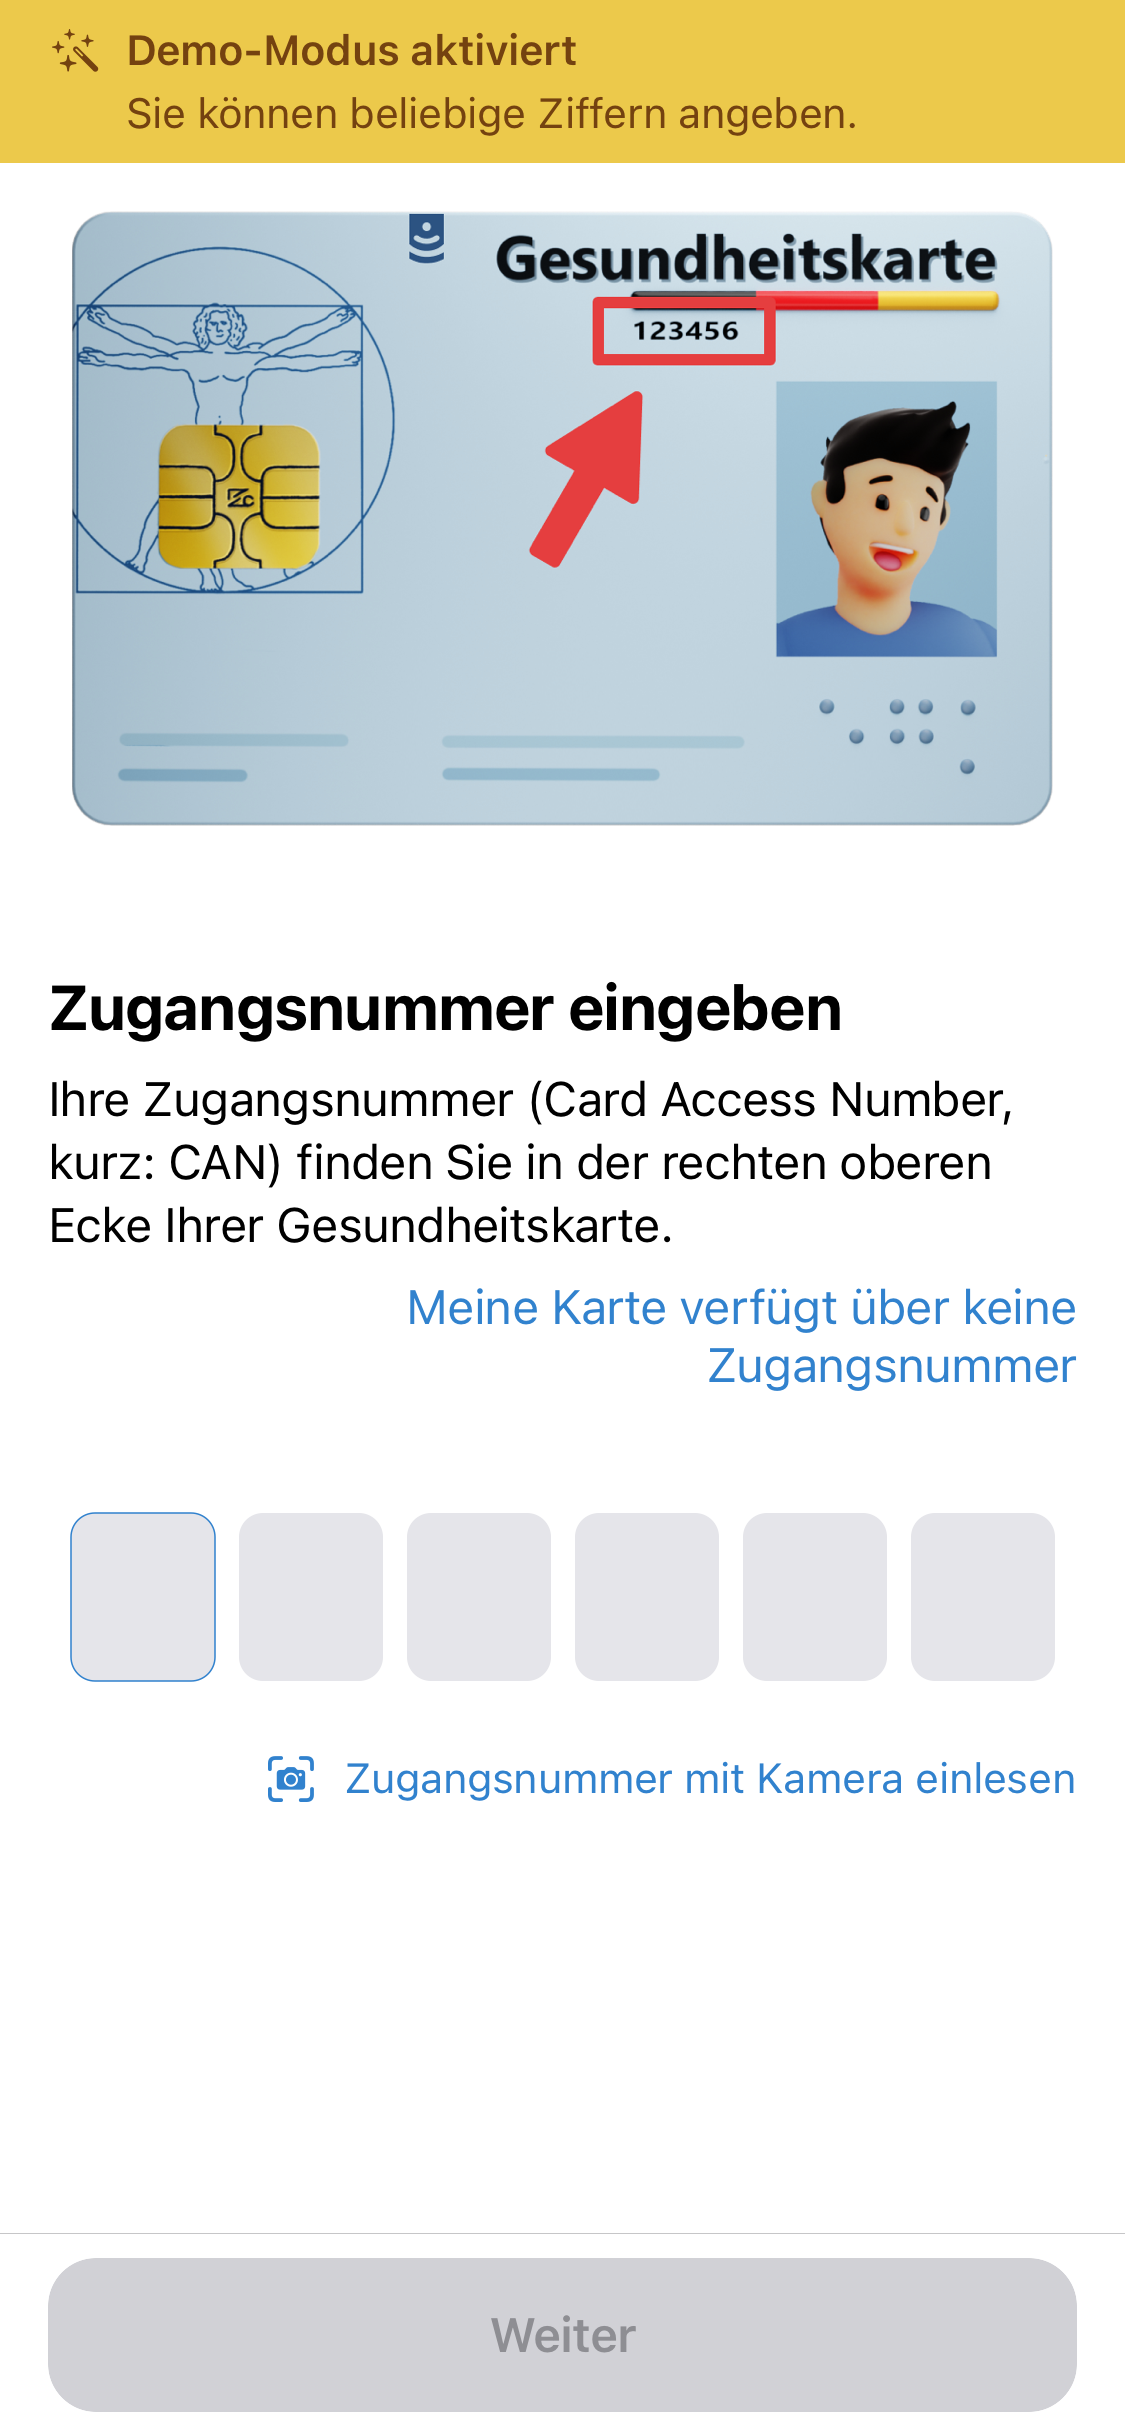 Demo-Modus aktiviert
Sie können beliebige Ziffern angeben.
Gesundheitskarte
123456
Zugangsnummer eingeben
Ihre Zugangsnummer (Card Access Number,
kurz: CAN) finden Sie in der rechten oberen
Ecke Ihrer Gesundheitskarte.
Meine Karte verfügt über keine
Zugangsnummer
Zugangsnummer mit Kamera einlesen
Weiter